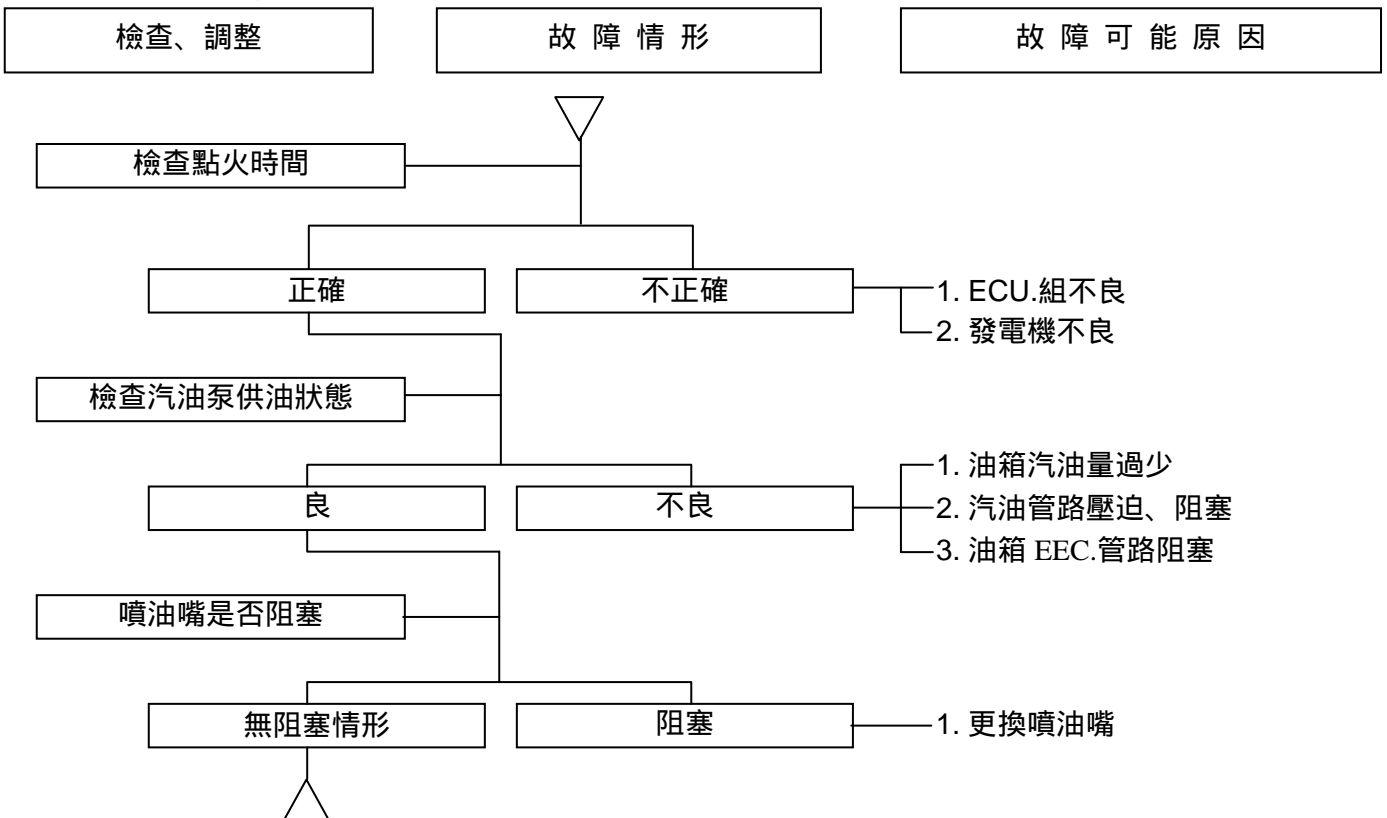 檢查、調整
故 障 情 形
故 障 可 能 原 因
檢查點火時間
正確
不正確
1. ECU.組不良
2. 發電機不良
檢查汽油泵供油狀態
良
不良
1. 油箱汽油量過少
2. 汽油管路壓迫、阻塞
3. 油箱 EEC.管路阻塞
噴油嘴是否阻塞
無阻塞情形
阻塞
1. 更換噴油嘴